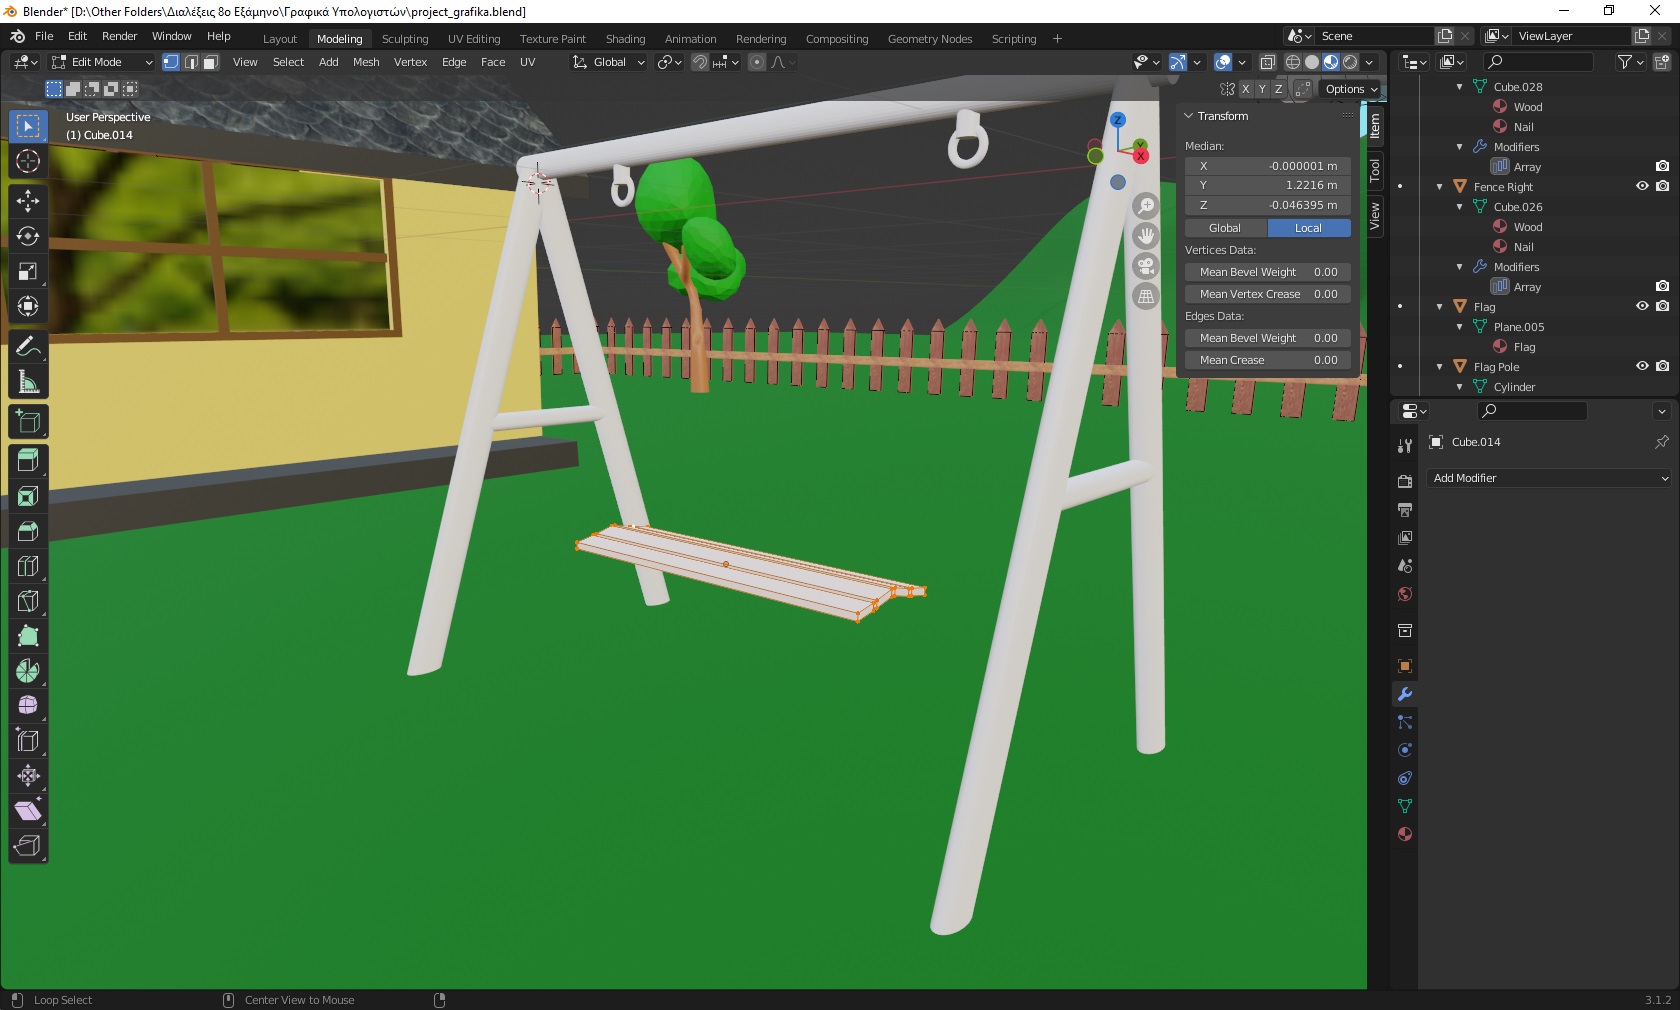 Blender* [D:\Other Folders\Διαλέξεις 8ο Εξάμηνο\Γραφικά Υπολογιστών\project_grafika.blend]
File Edit Render Window Help
Layout Modeling Sculpting UV Editing Texture Paint Shading Animation Rendering Compositing Geometry Nodes Scripting +
Scene
ViewLayer
Edit Mode
View Select Add Mesh Vertex Edge Face UV
Global
X Y Z
Options
User Perspective
(1) Cube.014
Z
Y
X
Transform
Median:
X -0.000001 m
Y 1.2216 m
Z -0.046395 m
Global Local
Vertices Data:
Mean Bevel Weight 0.00
Mean Vertex Crease 0.00
Edges Data:
Mean Bevel Weight 0.00
Mean Crease 0.00
Item
Tool
View
Cube.028
Wood
Nail
Modifiers
Array
Fence Right
Cube.026
Wood
Nail
Modifiers
Array
Flag
Plane.005
Flag
Flag Pole
Cylinder
Cube.014
Add Modifier
Loop Select
Center View to Mouse
3.1.2